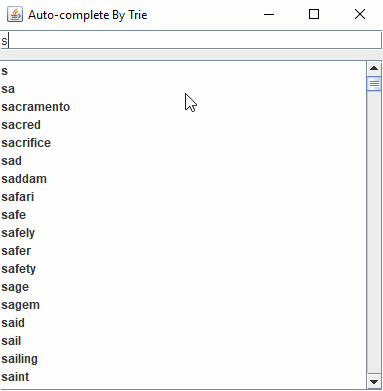 Auto-complete By Trie
s
s
sa
sacramento
sacred
sacrifice
sad
saddam
safari
safe
safely
safer
safety
sage
sagem
said
sail
sailing
saint